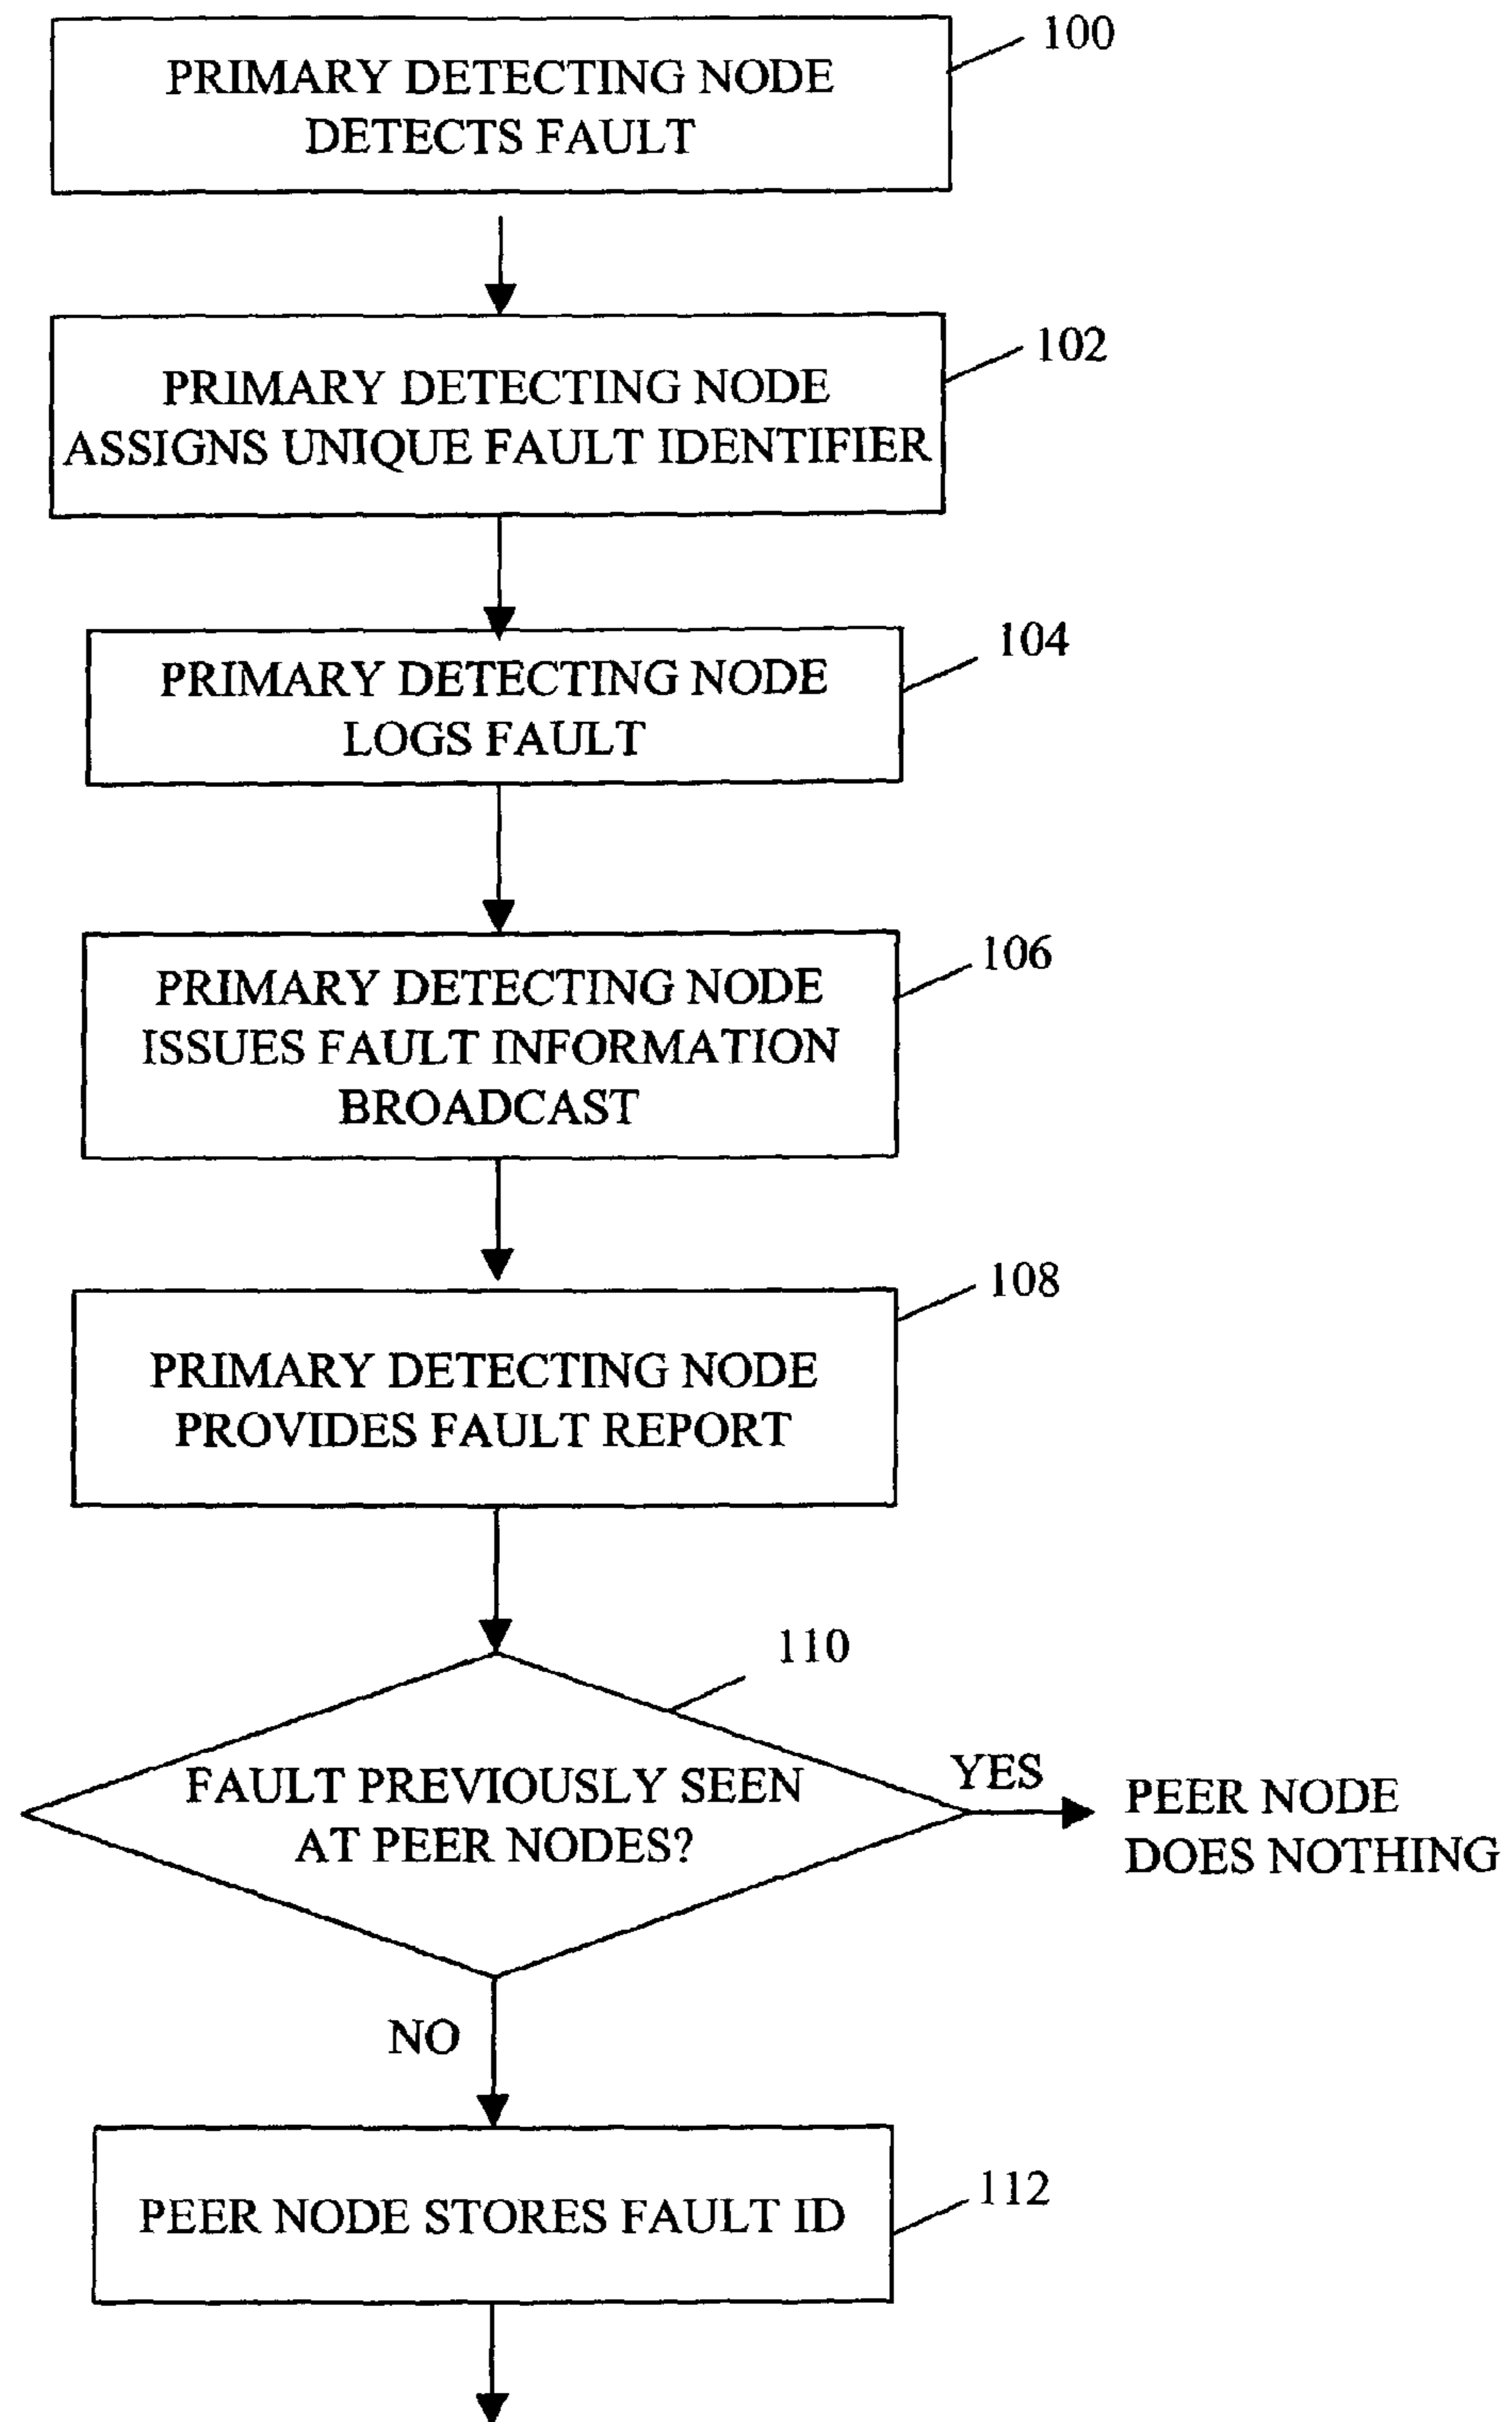 100
PRIMARY DETECTING NODE
DETECTS FAULT
102
PRIMARY DETECTING NODE
ASSIGNS UNIQUE FAULT IDENTIFIER
104
PRIMARY DETECTING NODE
LOGS FAULT
106
PRIMARY DETECTING NODE
ISSUES FAULT INFORMATION
BROADCAST
108
PRIMARY DETECTING NODE
PROVIDES FAULT REPORT
110
FAULT PREVIOUSLY SEEN
AT PEER NODES?
YES
PEER NODE
DOES NOTHING
NO
112
PEER NODE STORES FAULT ID